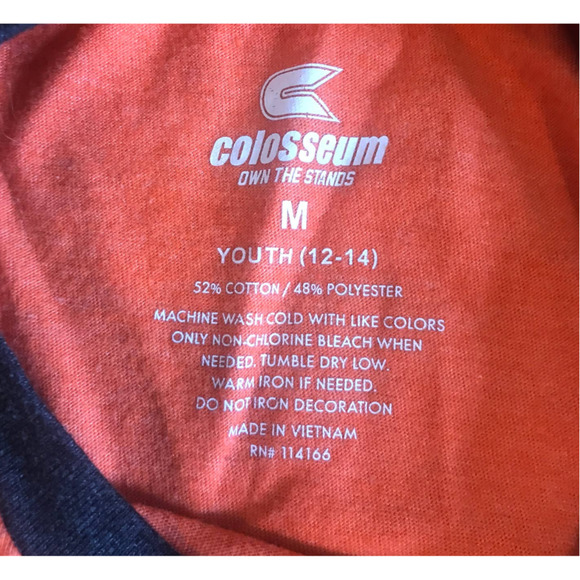 Colosseum
OWN THE STANDS
M
YOUTH (12-14)
52% COTTON / 48% POLYESTER
MACHINE WASH COLD WITH LIKE COLORS
ONLY NON-CHLORINE BLEACH WHEN
NEEDED. TUMBLE DRY LOW.
WARM IRON IF NEEDED.
DO NOT IRON DECORATION
MADE IN VIETNAM
RN# 114166